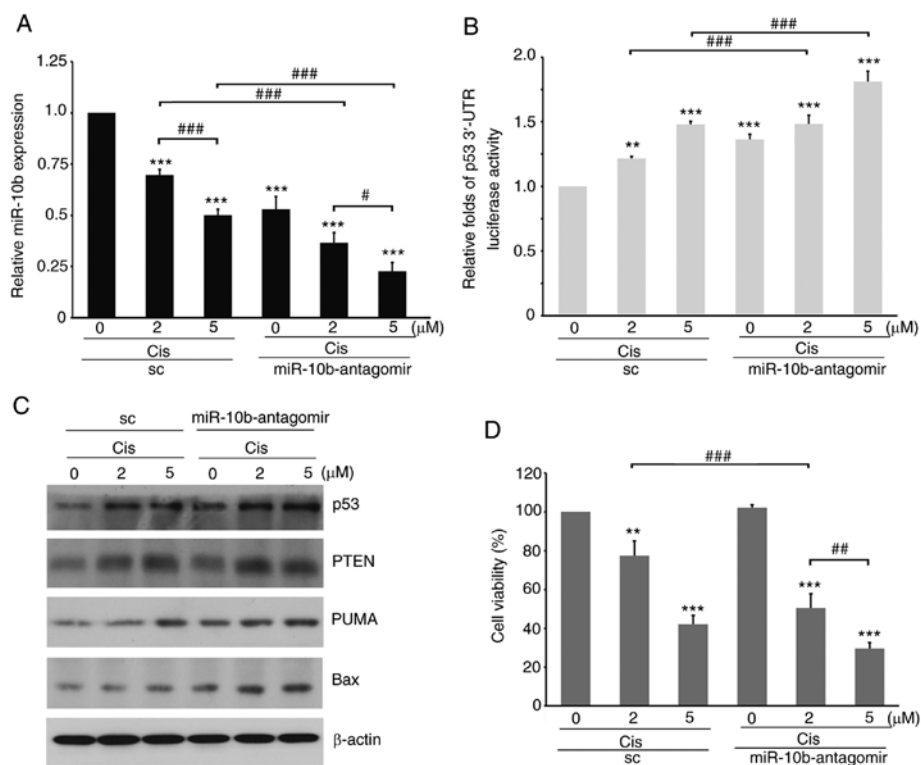 A
Relative miR-10b expression
1.25
1.0
0.75
0.5
0.25
0
###
###
###
#
*** *** *** *** ***
0 2 5 0 2 5 (μM)
Cis Cis
sc miR-10b-antagomir
B
Relative folds of p53 3'-UTR
luciferase activity
2.0
1.5
1.0
0.5
0
###
###
** *** *** *** ***
0 2 5 0 2 5 (μM)
Cis Cis
sc miR-10b-antagomir
C
sc miR-10b-antagomir
Cis Cis
0 2 5 0 2 5 (μM)
p53
PTEN
PUMA
Bax
β-actin
D
Cell viability (%)
120
100
80
60
40
20
0
###
##
** *** *** ***
0 2 5 0 2 5 (μM)
Cis Cis
sc miR-10b-antagomir